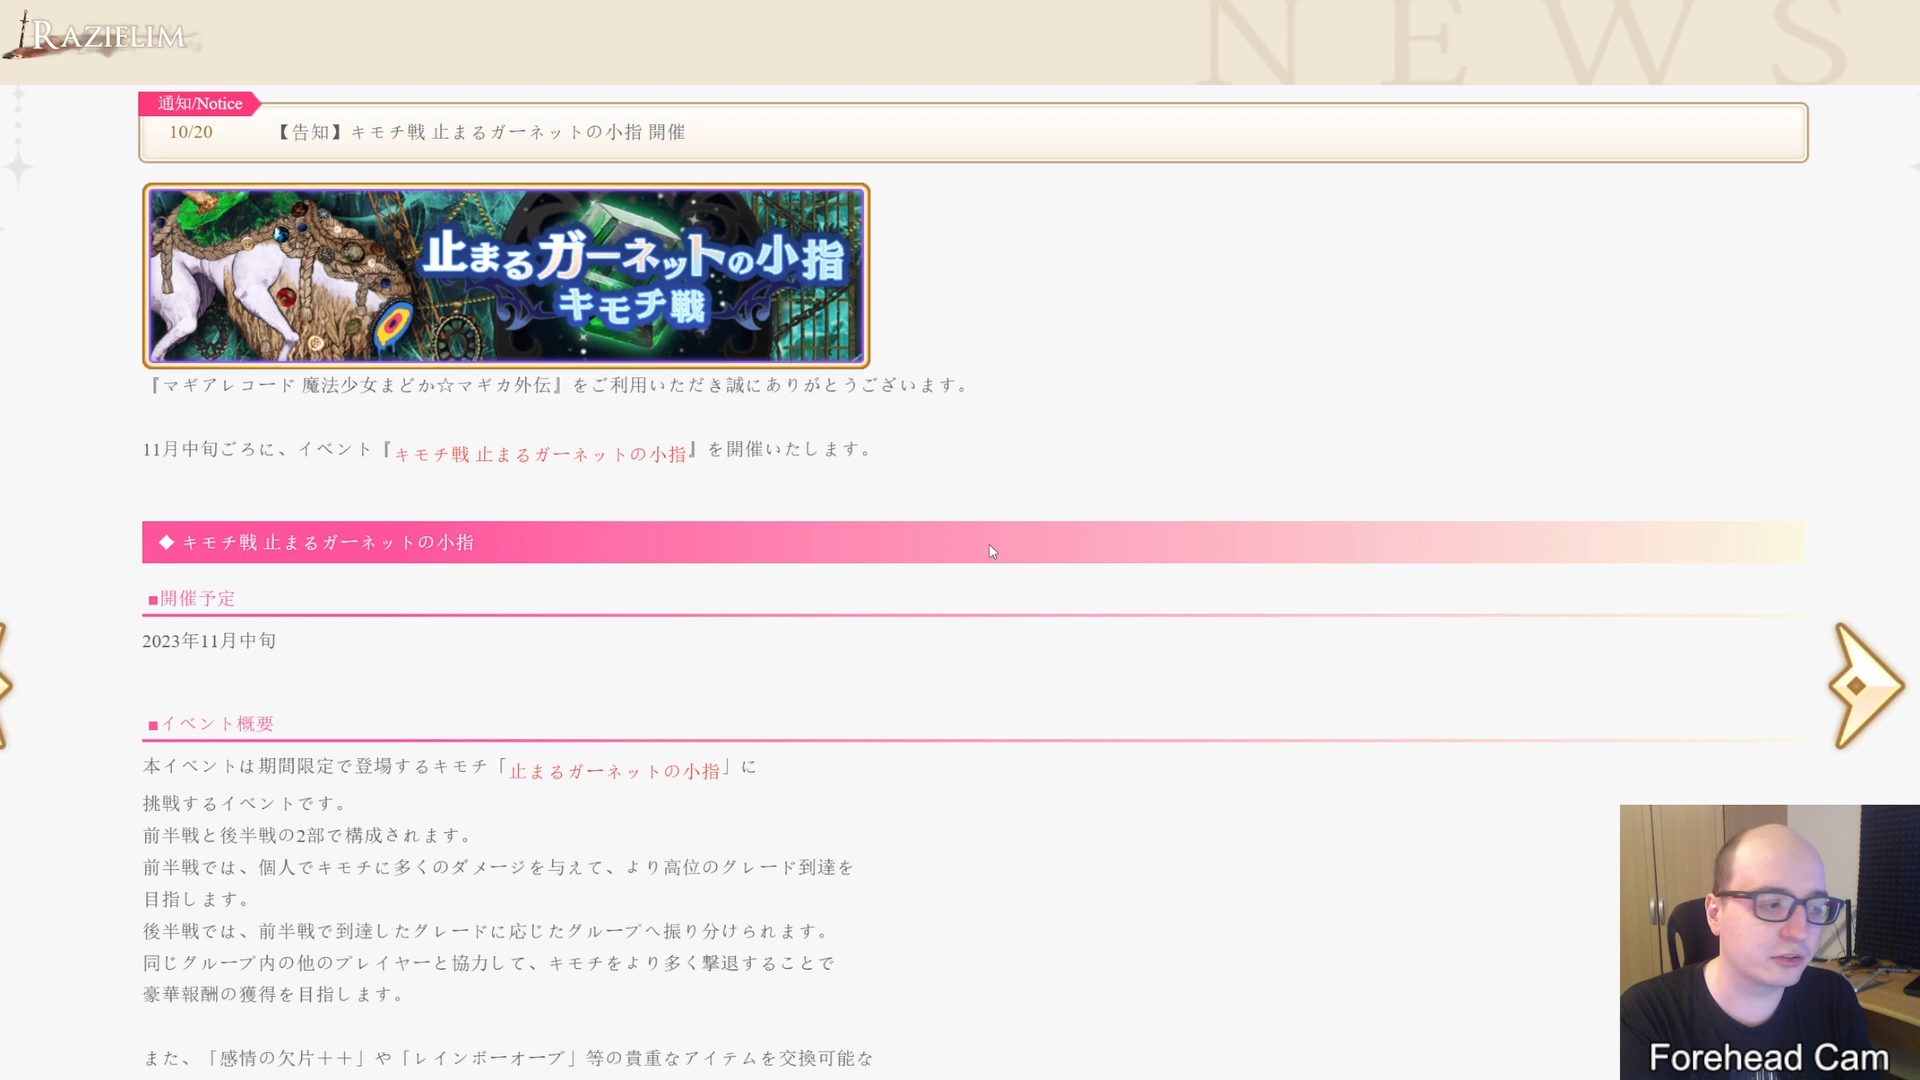 RAZIELIM
NEWS
通知/Notice
10/20 【告知】キモチ戦 止まるガーネットの小指 開催
止まるガーネットの小指
キモチ戦
『マギアレコード 魔法少女まどか☆マギカ外伝』をご利用いただき誠にありがとうございます。
11月中旬ごろに、イベント『キモチ戦 止まるガーネットの小指』を開催いたします。
◆ キモチ戦 止まるガーネットの小指
■開催予定
2023年11月中旬
■イベント概要
本イベントは期間限定で登場するキモチ「止まるガーネットの小指」に
挑戦するイベントです。
前半戦と後半戦の2部で構成されます。
前半戦では、個人でキモチに多くのダメージを与えて、より高位のグレード到達を
目指します。
後半戦では、前半戦で到達したグレードに応じたグループへ振り分けられます。
同じグループ内の他のプレイヤーと協力して、キモチをより多く撃退することで
豪華報酬の獲得を目指します。
また、「感情の欠片＋＋」や「レインボーオーブ」等の貴重なアイテムを交換可能な
Forehead Cam